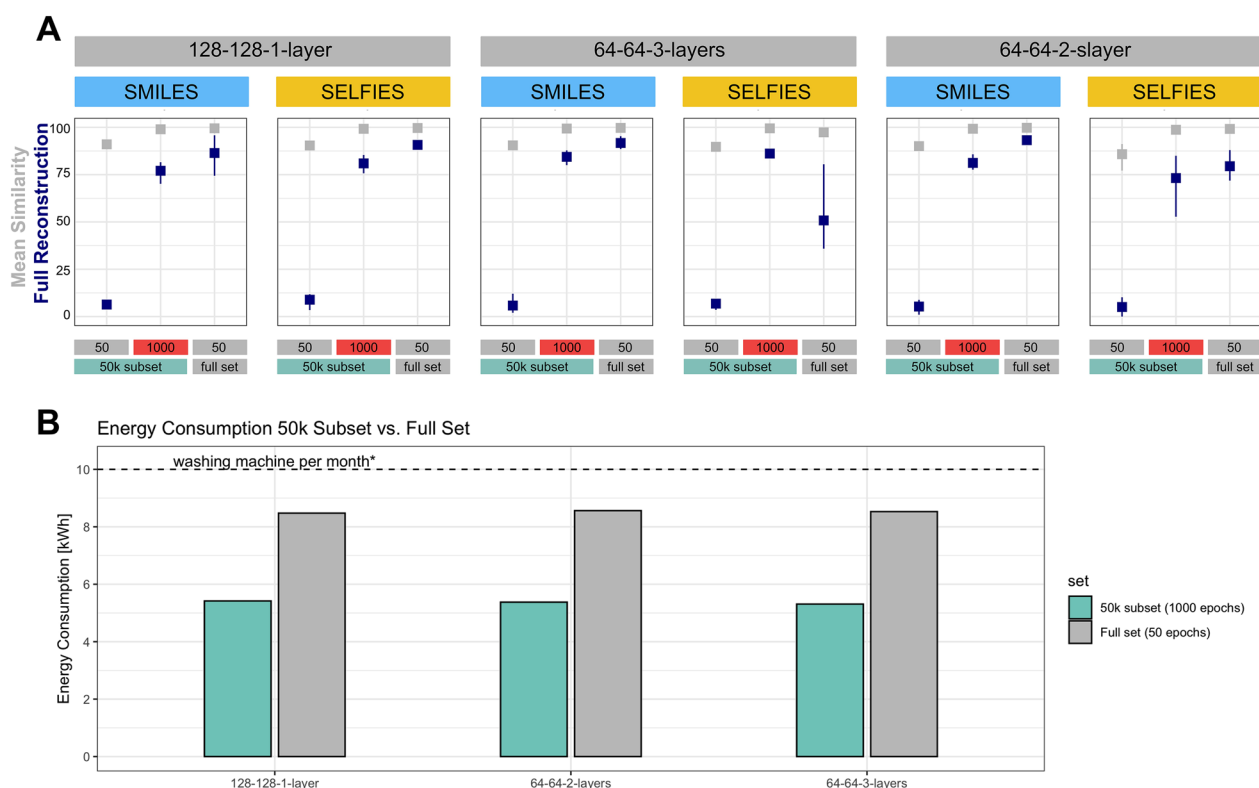 A
128-128-1-layer
64-64-3-layers
64-64-2-slayer
SMILES
SELFIES
SMILES
SELFIES
SMILES
SELFIES
Mean Similarity
Full Reconstruction
100
75
50
25
0
50
1000
50
50
1000
50
50
1000
50
50
1000
50
50
1000
50
50
1000
50
50k subset
full set
50k subset
full set
50k subset
full set
50k subset
full set
50k subset
full set
50k subset
full set
B
Energy Consumption 50k Subset vs. Full Set
washing machine per month*
Energy Consumption [kWh]
10
8
6
4
2
0
128-128-1-layer
64-64-2-layers
64-64-3-layers
set
50k subset (1000 epochs)
Full set (50 epochs)